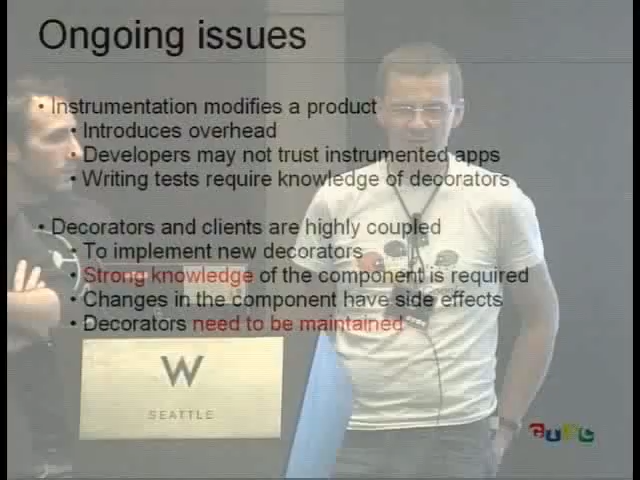 Ongoing issues
• Instrumentation modifies a product
• Introduces overhead
• Developers may not trust instrumented apps
• Writing tests require knowledge of decorators
• Decorators and clients are highly coupled
• To implement new decorators
• Strong knowledge of the component is required
• Changes in the component have side effects
• Decorators need to be maintained
W
SEATTLE